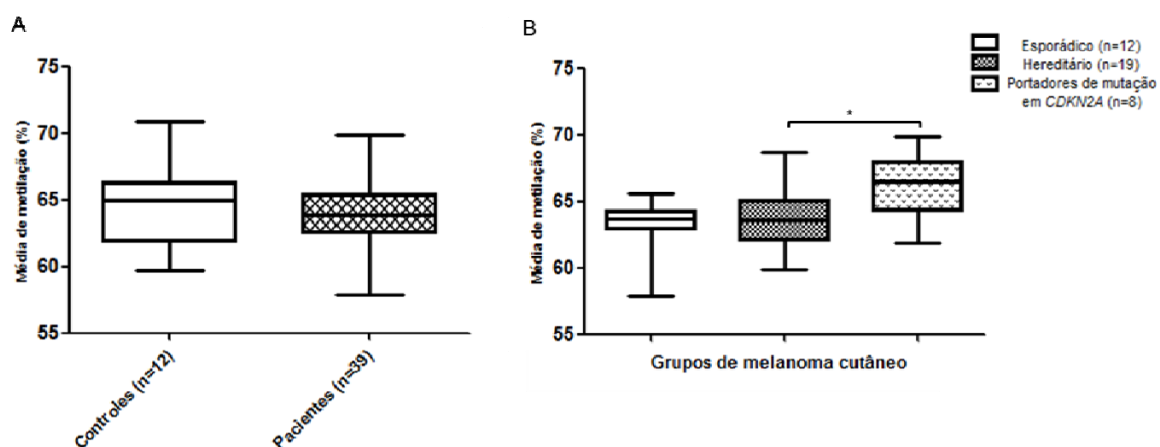 A
Média de metilação (%)
75
70
65
60
55
Controles (n=12)
Pacientes (n=39)
B
Média de metilação (%)
75
70
65
60
55
*
Grupos de melanoma cutâneo
Esporádico (n=12)
Hereditário (n=19)
Portadores de mutação
em CDKN2A (n=8)